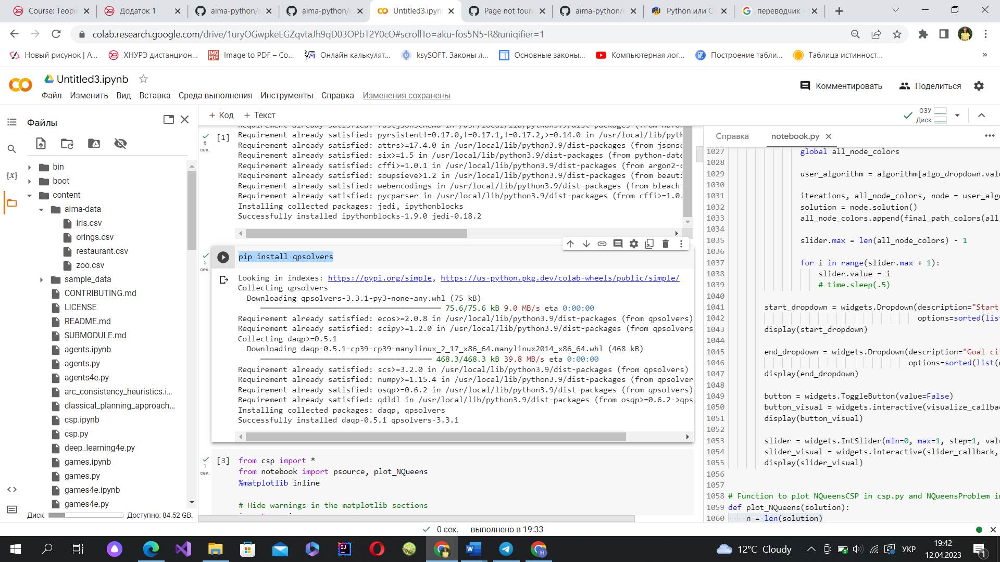 Course: Теоріс
Додаток 1
aima-python/s
aima-python/c
Untitled3.ipynb
Page not foun
aima-python/c
Python или C
переводчик -
colab.research.google.com/drive/1uryOGwpkeEGZqvtaJh9qD03OPbT2Y0cO#scrollTo=aku-fos5N5-R&uniqifier=1
Новый рисунок | A...
ХНУРЭ дистанцион...
Image to PDF – Co...
Онлайн калькулят...
ksySOFT. Законы л...
Основные законы...
Компьютерная лог...
Построение табли...
Таблица истинност...
»
Untitled3.ipynb
Файл Изменить Вид Вставка Среда выполнения Инструменты Справка Изменения сохранены
Комментировать
Поделиться
Файлы
+ Код + Текст
ОЗУ
Диск
bin
boot
content
aima-data
iris.csv
orings.csv
restaurant.csv
zoo.csv
sample_data
CONTRIBUTING.md
LICENSE
README.md
SUBMODULE.md
agents.ipynb
agents.py
agents4e.py
arc_consistency_heuristics.i...
classical_planning_approach...
csp.ipynb
csp.py
deep_learning4e.py
games.ipynb
games.py
games4e.ipynb
games4e.py
Диск
Доступно: 84.52 GB.
6
сек.
[1]
Requirement already satisfied: fastjsonschema in /usr/local/lib/python3.9/dist-packages (from nbfor
Requirement already satisfied: pyrsistent!=0.17.0,!=0.17.1,!=0.17.2,>=0.14.0 in /usr/local/lib/pyth
Requirement already satisfied: attrs>=17.4.0 in /usr/local/lib/python3.9/dist-packages (from jsonsc
Requirement already satisfied: six>=1.5 in /usr/local/lib/python3.9/dist-packages (from python-date
Requirement already satisfied: cffi>=1.0.1 in /usr/local/lib/python3.9/dist-packages (from argon2-c
Requirement already satisfied: soupsieve>1.2 in /usr/local/lib/python3.9/dist-packages (from beauti
Requirement already satisfied: webencodings in /usr/local/lib/python3.9/dist-packages (from bleach-
Requirement already satisfied: pycparser in /usr/local/lib/python3.9/dist-packages (from cffi>=1.0.
Installing collected packages: jedi, ipythonblocks
Successfully installed ipythonblocks-1.9.0 jedi-0.18.2
5
сек.
pip install qpsolvers
Looking in indexes: https://pypi.org/simple, https://us-python.pkg.dev/colab-wheels/public/simple/
Collecting qpsolvers
Downloading qpsolvers-3.3.1-py3-none-any.whl (75 kB)
75.6/75.6 kB 9.0 MB/s eta 0:00:00
Requirement already satisfied: ecos>=2.0.8 in /usr/local/lib/python3.9/dist-packages (from qpsolvers)
Requirement already satisfied: scipy>=1.2.0 in /usr/local/lib/python3.9/dist-packages (from qpsolvers
Collecting daqp>=0.5.1
Downloading daqp-0.5.1-cp39-cp39-manylinux_2_17_x86_64.manylinux2014_x86_64.whl (468 kB)
468.3/468.3 kB 39.8 MB/s eta 0:00:00
Requirement already satisfied: scs>=3.2.0 in /usr/local/lib/python3.9/dist-packages (from qpsolvers)
Requirement already satisfied: numpy>=1.15.4 in /usr/local/lib/python3.9/dist-packages (from qpsolver
Requirement already satisfied: osqp>=0.6.2 in /usr/local/lib/python3.9/dist-packages (from qpsolvers)
Requirement already satisfied: qdldl in /usr/local/lib/python3.9/dist-packages (from osqp>=0.6.2->qps
Installing collected packages: daqp, qpsolvers
Successfully installed daqp-0.5.1 qpsolvers-3.3.1
1
сек.
[3]
from csp import *
from notebook import psource, plot_NQueens
%matplotlib inline
# Hide warnings in the matplotlib sections
Справка
notebook.py
1027 global all_node_colors
1028
1029 user_algorithm = algorithm[algo_dropdown.valu
1030
1031 iterations, all_node_colors, node = user_algo
1032 solution = node.solution()
1033 all_node_colors.append(final_path_colors(all_
1034
1035 slider.max = len(all_node_colors) - 1
1036
1037 for i in range(slider.max + 1):
1038 slider.value = i
1039 # time.sleep(.5)
1040
1041 start_dropdown = widgets.Dropdown(description="Start
1042 options=sorted(list
1043 display(start_dropdown)
1044
1045 end_dropdown = widgets.Dropdown(description="Goal cit
1046 options=sorted(list(n
1047 display(end_dropdown)
1048
1049 button = widgets.ToggleButton(value=False)
1050 button_visual = widgets.interactive(visualize_callbac
1051 display(button_visual)
1052
1053 slider = widgets.IntSlider(min=0, max=1, step=1, valu
1054 slider_visual = widgets.interactive(slider_callback,
1055 display(slider_visual)
1056
1057
1058 # Function to plot NQueensCSP in csp.py and NQueensProblem in
1059 def plot_NQueens(solution):
1060 n = len(solution)
0 сек. выполнено в 19:33
12°C Cloudy
УКР
19:42
12.04.2023
1